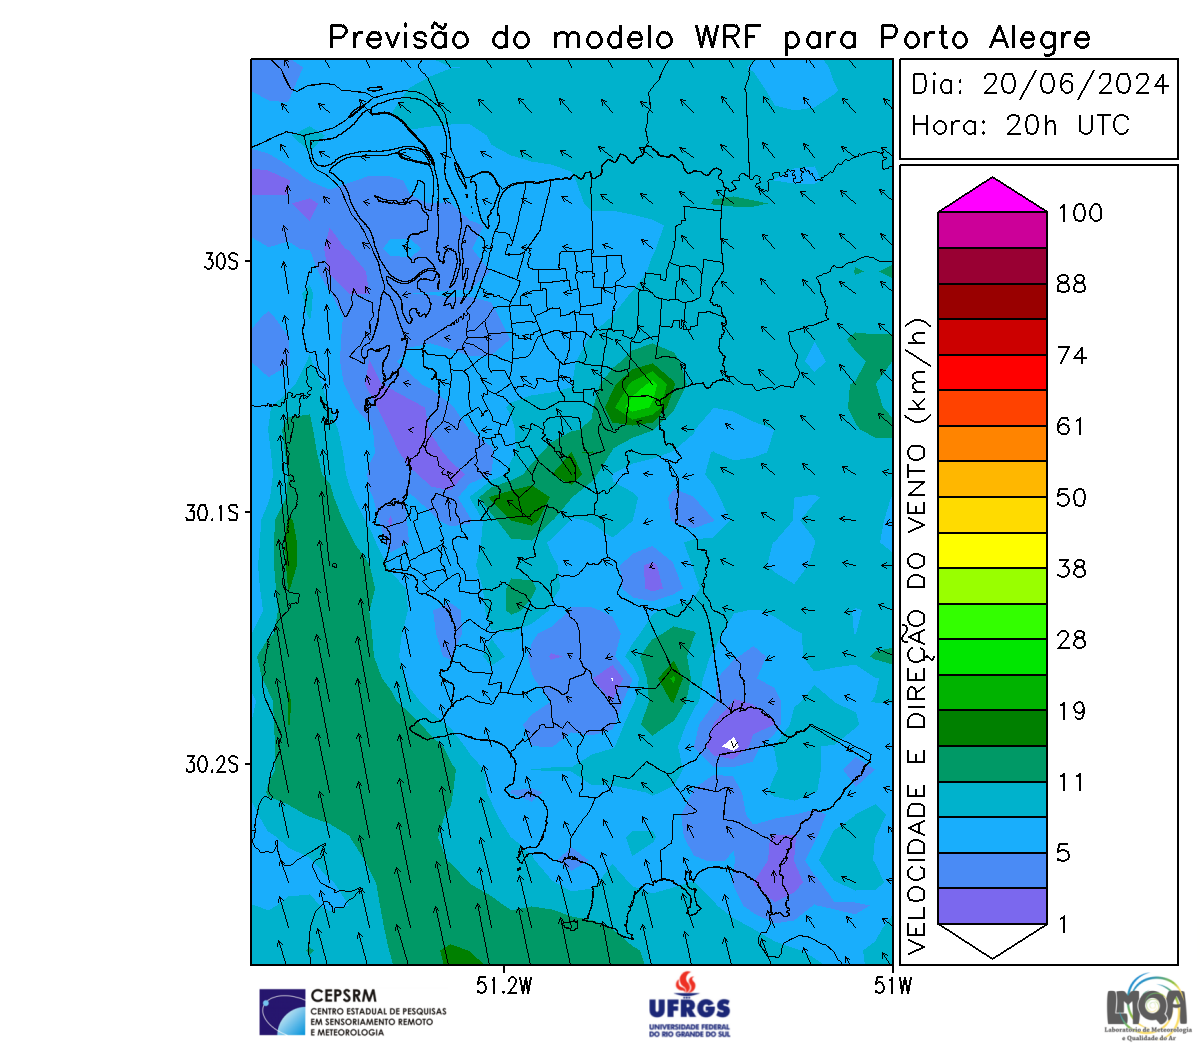 Previsão do modelo WRF para Porto Alegre
Dia: 20/06/2024
Hora: 20h UTC
30S
30.1S
30.2S
51.2W
51W
VELOCIDADE E DIREÇÃO DO VENTO (km/h)
100
88
74
61
50
38
28
19
11
5
1
CEPSRM
CENTRO ESTADUAL DE PESQUISAS
EM SENSORIAMENTO REMOTO
E METEOROLOGIA
UFRGS
UNIVERSIDADE FEDERAL
DO RIO GRANDE DO SUL
LMQA
Laboratório de Meteorologia
e Qualidade do Ar